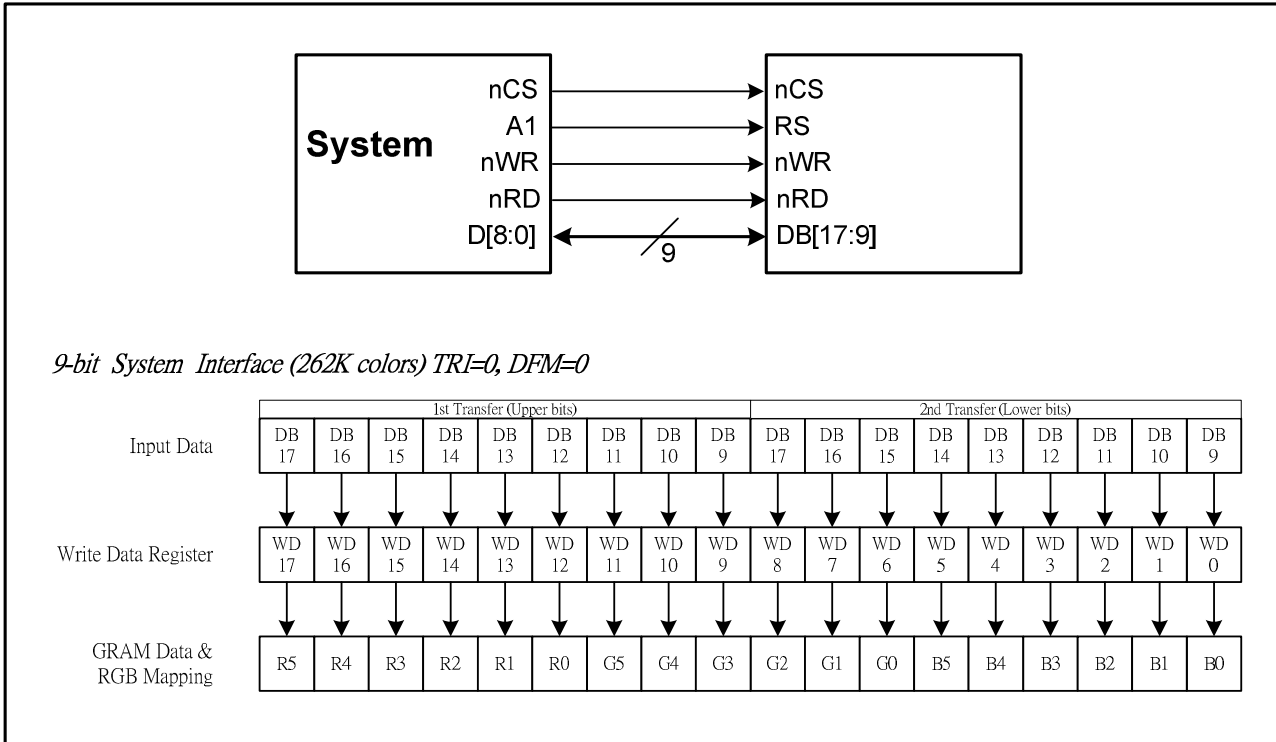 nCS nCS
A1 RS
System
nWR nWR
nRD nRD
D[8:0] DB[17:9]
9
9-bit System Interface (262K colors) TRI=0, DFM=0
1st Transfer (Upper bits) 2nd Transfer (Lower bits)
Input Data
DB DB DB DB DB DB DB DB DB DB DB DB DB DB DB DB DB DB
17 16 15 14 13 12 11 10 9 17 16 15 14 13 12 11 10 9
Write Data Register
WD WD WD WD WD WD WD WD WD WD WD WD WD WD WD WD WD WD
17 16 15 14 13 12 11 10 9 8 7 6 5 4 3 2 1 0
GRAM Data &
RGB Mapping
R5 R4 R3 R2 R1 R0 G5 G4 G3 G2 G1 G0 B5 B4 B3 B2 B1 B0